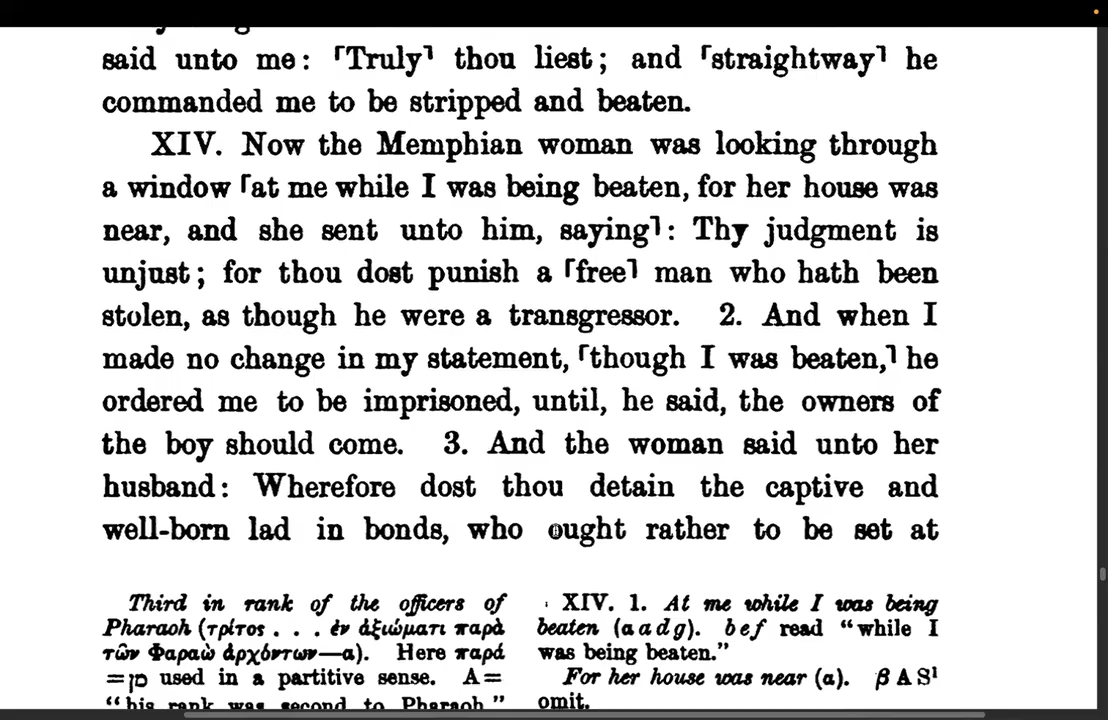 said unto me: ⸢Truly⸣ thou liest; and ⸢straightway⸣ he
commanded me to be stripped and beaten.
XIV. Now the Memphian woman was looking through
a window ⸢at me while I was being beaten, for her house was
near, and she sent unto him, saying⸣: Thy judgment is
unjust; for thou dost punish a ⸢free⸣ man who hath been
stolen, as though he were a transgressor. 2. And when I
made no change in my statement, ⸢though I was beaten,⸣ he
ordered me to be imprisoned, until, he said, the owners of
the boy should come. 3. And the woman said unto her
husband: Wherefore dost thou detain the captive and
well-born lad in bonds, who ought rather to be set at
Third in rank of the officers of
Pharaoh (τρίτος . . . ἐν ἀξιώματι παρὰ
τῶν Φαραὼ ἀρχόντων—a). Here παρά
=מן used in a partitive sense. A=
"his rank was second to Pharaoh"
XIV. 1. At me while I was being
beaten (a a d g). b e f read "while I
was being beaten."
For her house was near (a). β A S¹
omit.